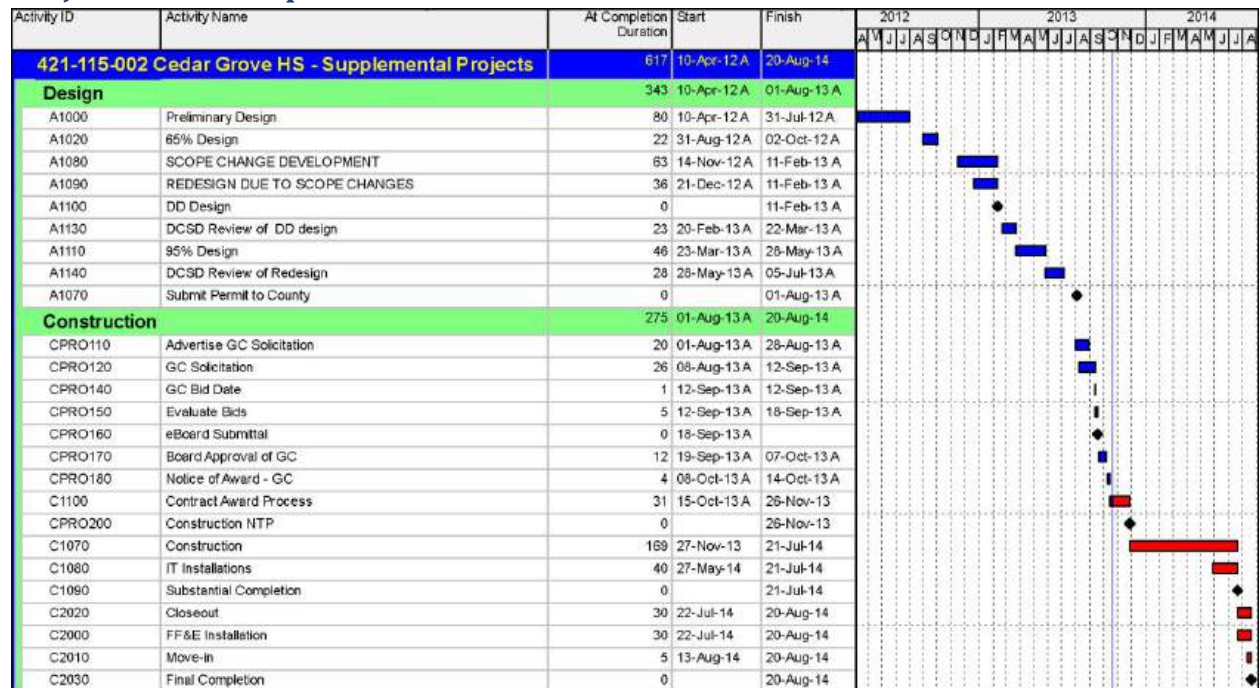 Activity ID Activity Name At Completion Duration Start Finish 2012 2013 2014
A M J J A S O N D J F M A M J J A S O N D J F M A M J J A
421-115-002 Cedar Grove HS - Supplemental Projects 617 10-Apr-12 A 20-Aug-14
Design 343 10-Apr-12 A 01-Aug-13 A
A1000 Preliminary Design 80 10-Apr-12 A 31-Jul-12 A
A1020 65% Design 22 31-Aug-12 A 02-Oct-12 A
A1080 SCOPE CHANGE DEVELOPMENT 63 14-Nov-12 A 11-Feb-13 A
A1090 REDESIGN DUE TO SCOPE CHANGES 36 21-Dec-12 A 11-Feb-13 A
A1100 DD Design 0 11-Feb-13 A
A1130 DCSD Review of DD design 23 20-Feb-13 A 22-Mar-13 A
A1110 95% Design 46 23-Mar-13 A 28-May-13 A
A1140 DCSD Review of Redesign 28 28-May-13 A 05-Jul-13 A
A1070 Submit Permit to County 0 01-Aug-13 A
Construction 275 01-Aug-13 A 20-Aug-14
CPRO110 Advertise GC Solicitation 20 01-Aug-13 A 28-Aug-13 A
CPRO120 GC Solicitation 26 08-Aug-13 A 12-Sep-13 A
CPRO140 GC Bid Date 1 12-Sep-13 A 12-Sep-13 A
CPRO150 Evaluate Bids 5 12-Sep-13 A 18-Sep-13 A
CPRO160 eBoard Submittal 0 18-Sep-13 A
CPRO170 Board Approval of GC 12 19-Sep-13 A 07-Oct-13 A
CPRO180 Notice of Award - GC 4 08-Oct-13 A 14-Oct-13 A
C1100 Contract Award Process 31 15-Oct-13 A 26-Nov-13
CPRO200 Construction NTP 0 26-Nov-13
C1070 Construction 169 27-Nov-13 21-Jul-14
C1080 IT Installations 40 27-May-14 21-Jul-14
C1090 Substantial Completion 0 21-Jul-14
C2020 Closeout 30 22-Jul-14 20-Aug-14
C2000 FF&E Installation 30 22-Jul-14 20-Aug-14
C2010 Move-in 5 13-Aug-14 20-Aug-14
C2030 Final Completion 0 20-Aug-14